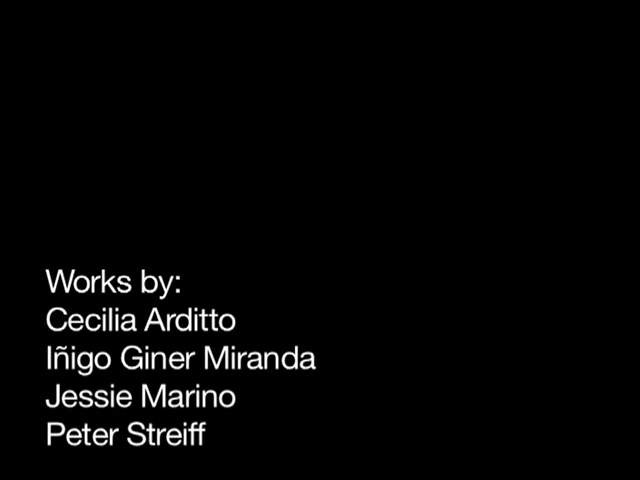 Works by:
Cecilia Arditto
Iñigo Giner Miranda
Jessie Marino
Peter Streiff